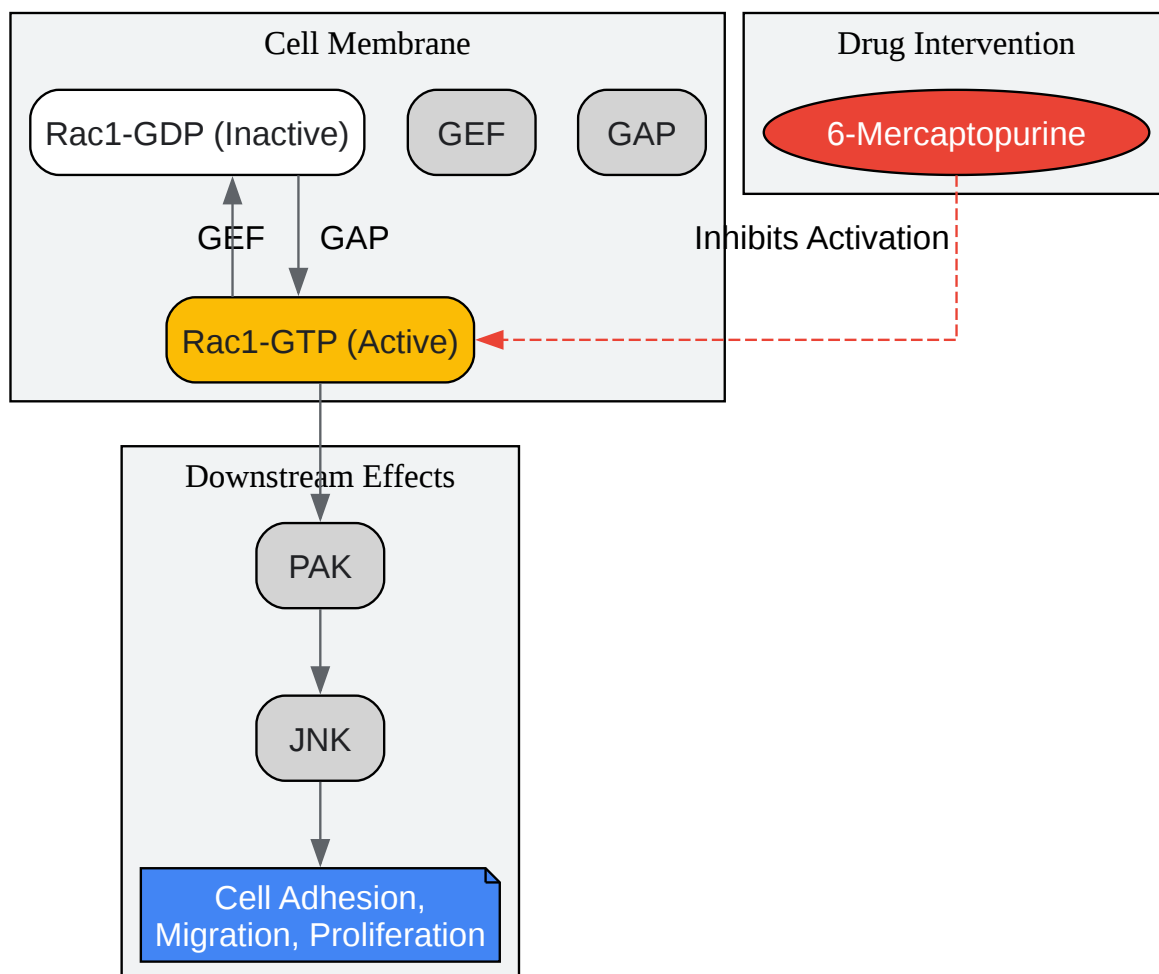 Cell Membrane
Drug Intervention
Rac1-GDP (Inactive)
GEF
GAP
6-Mercaptopurine
GEF
GAP
Inhibits Activation
Rac1-GTP (Active)
Downstream Effects
PAK
JNK
Cell Adhesion,
Migration, Proliferation